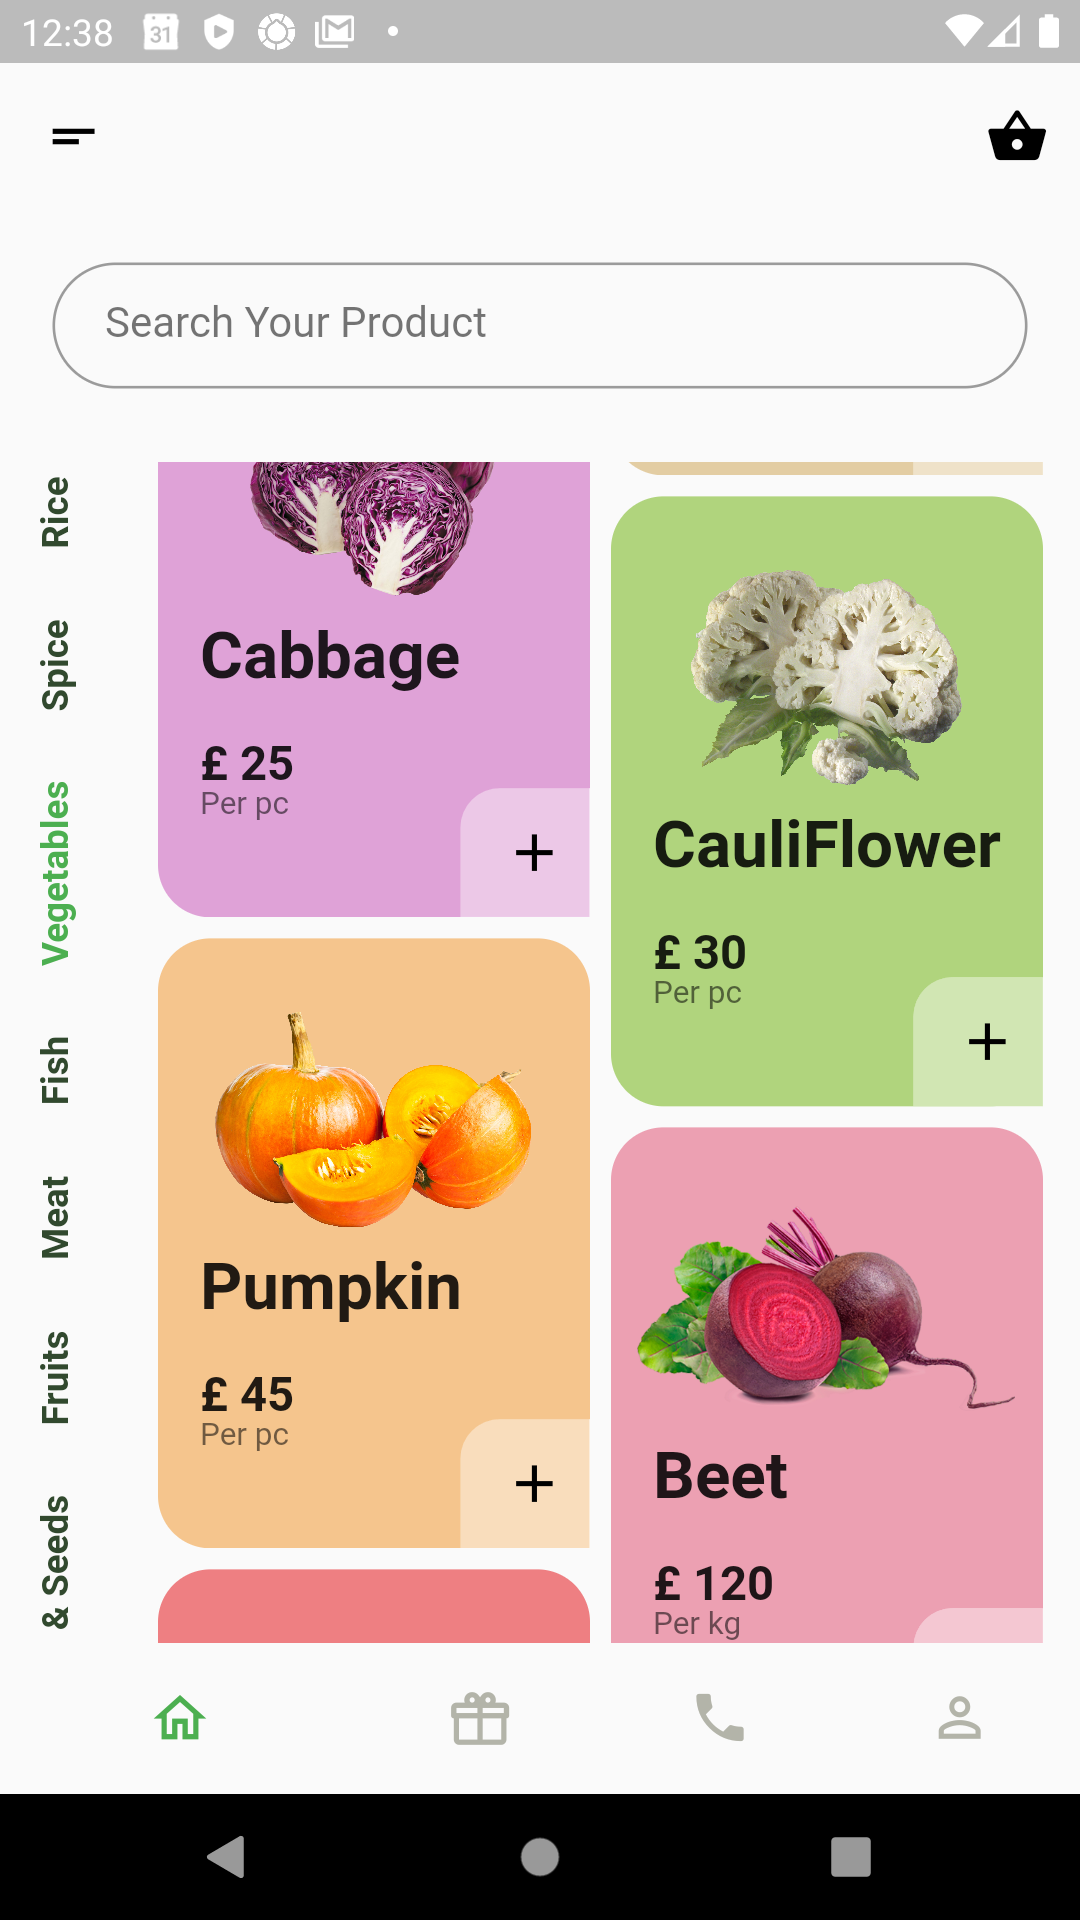 12:38
31
Search Your Product
Rice
Spice
Vegetables
Fish
Meat
Fruits
& Seeds
Cabbage
£ 25
Per pc
CauliFlower
£ 30
Per pc
Pumpkin
£ 45
Per pc
Beet
£ 120
Per kg